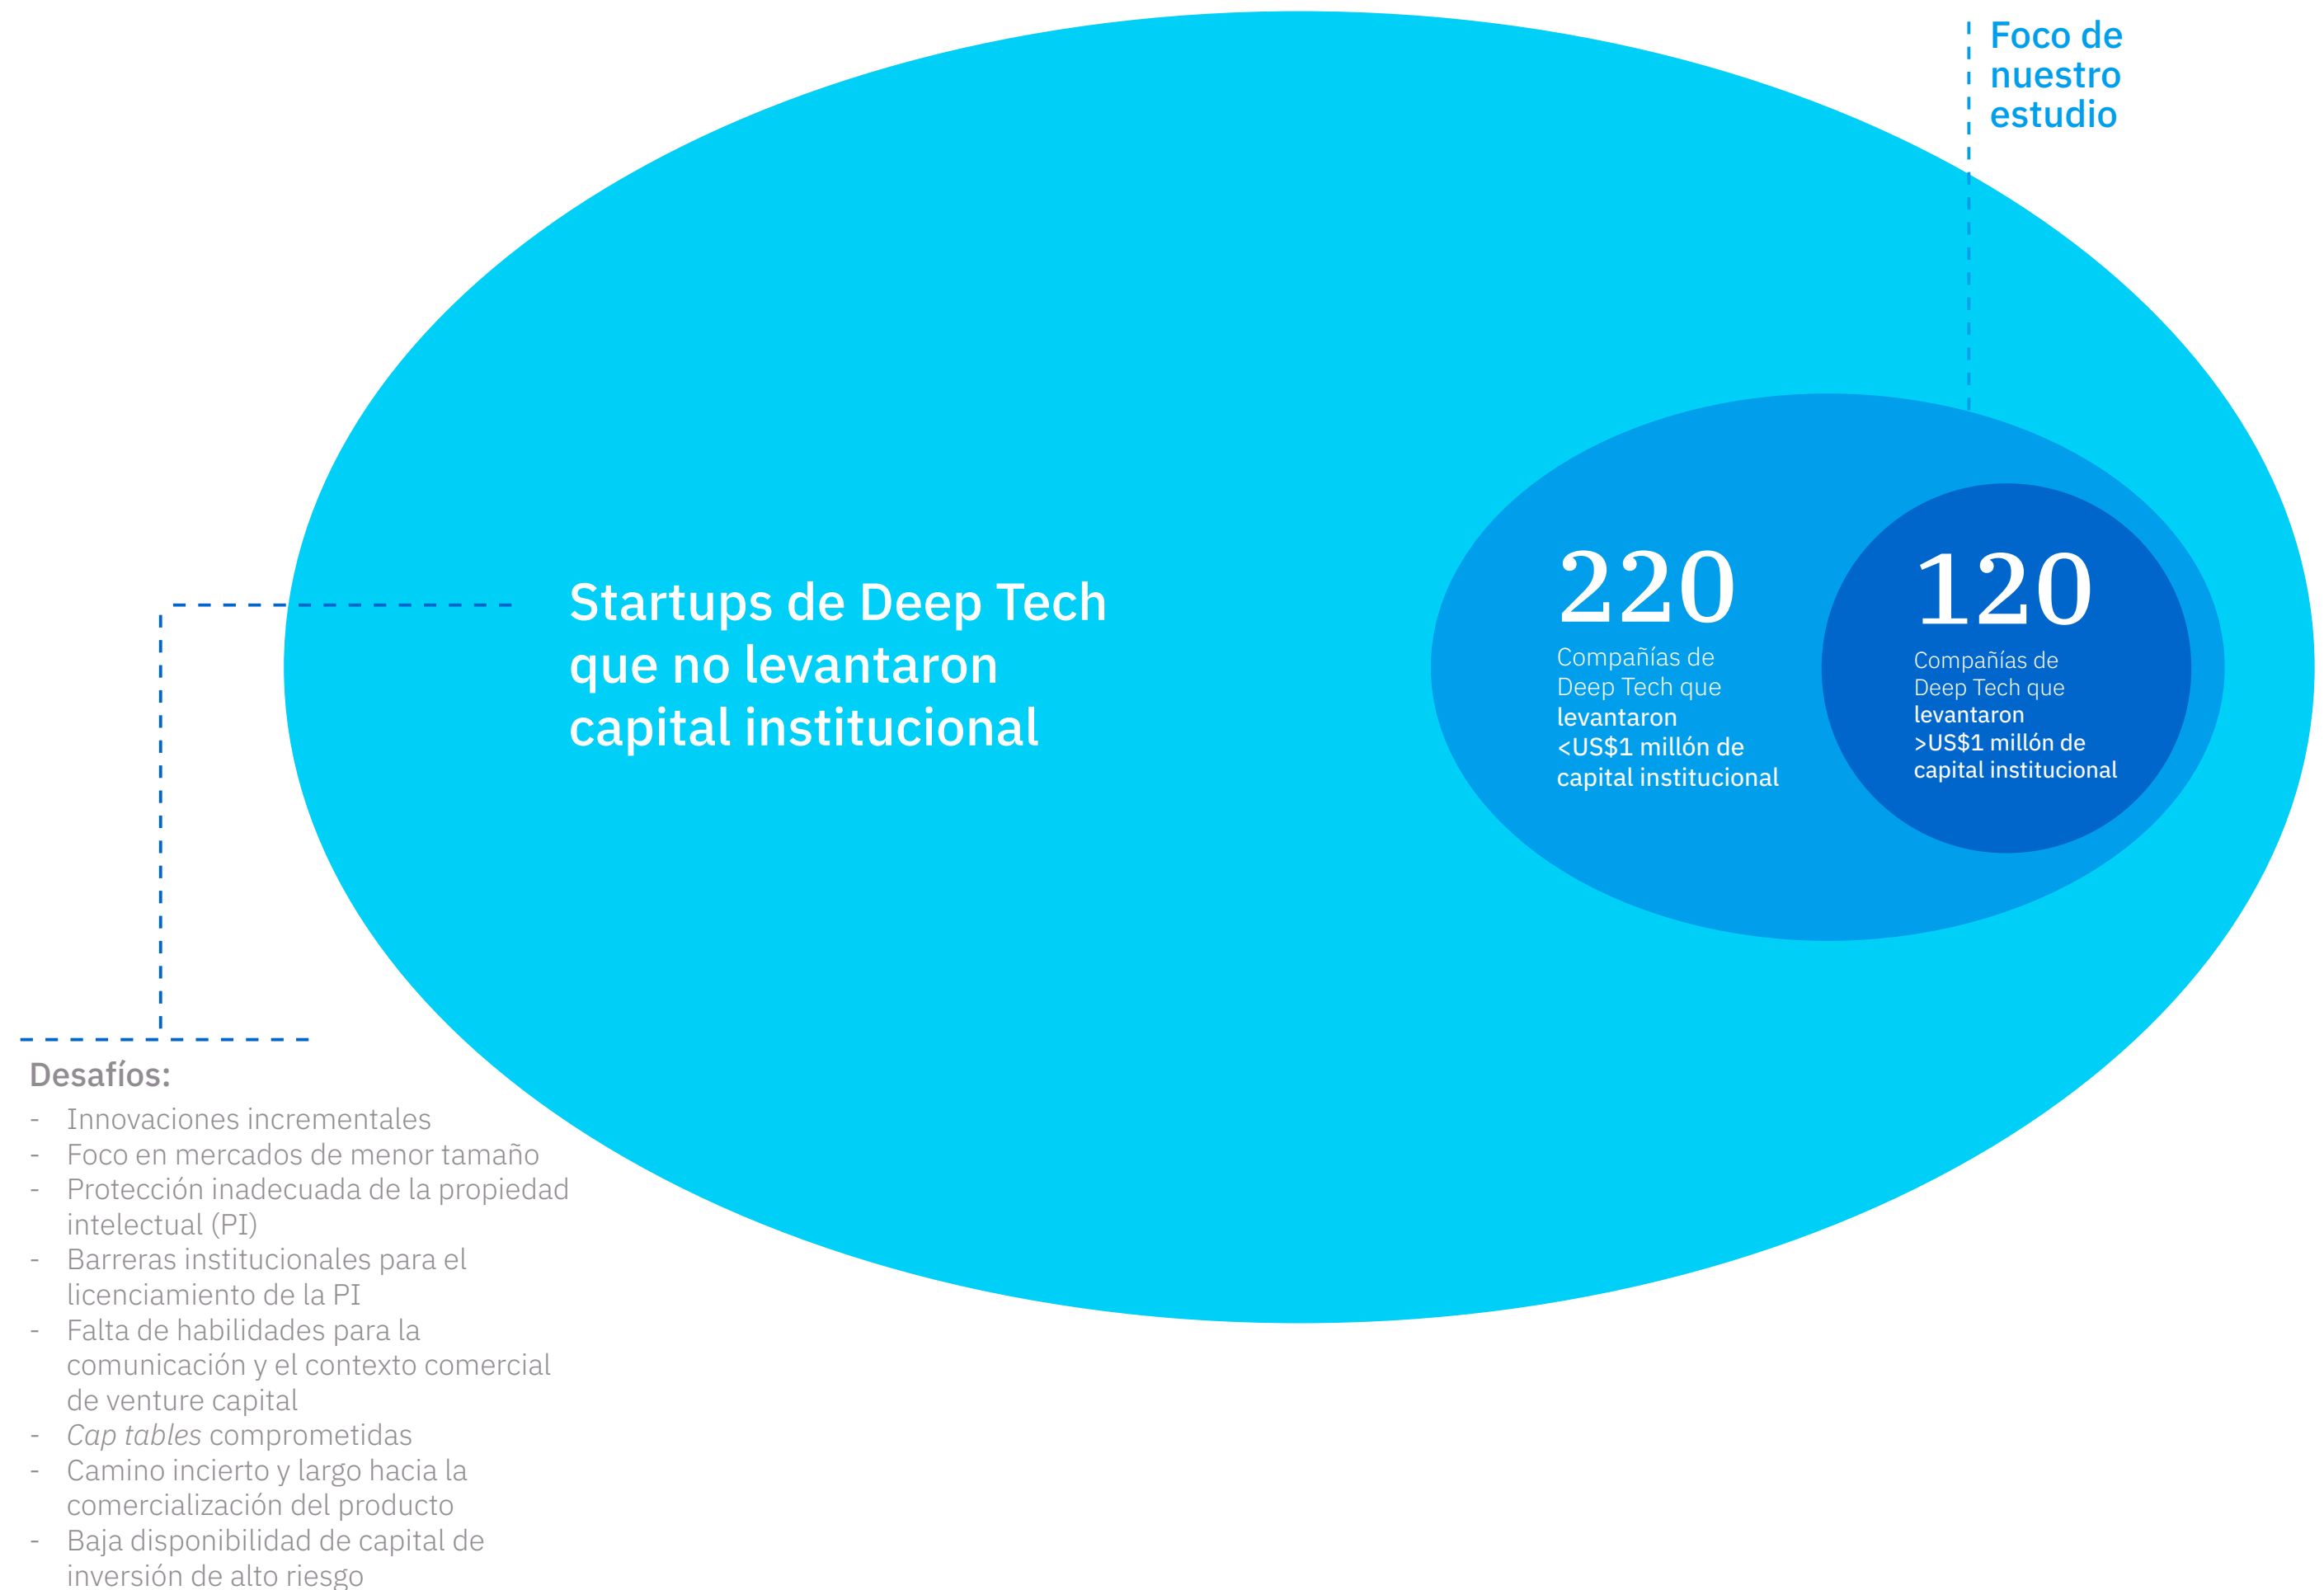 Foco de
nuestro
estudio
Startups de Deep Tech
que no levantaron
capital institucional
220
Compañías de
Deep Tech que
levantaron
<US$1 millón de
capital institucional
120
Compañías de
Deep Tech que
levantaron
>US$1 millón de
capital institucional
Desafíos:
- Innovaciones incrementales
- Foco en mercados de menor tamaño
- Protección inadecuada de la propiedad
intelectual (PI)
- Barreras institucionales para el
licenciamiento de la PI
- Falta de habilidades para la
comunicación y el contexto comercial
de venture capital
- Cap tables comprometidas
- Camino incierto y largo hacia la
comercialización del producto
- Baja disponibilidad de capital de
inversión de alto riesgo